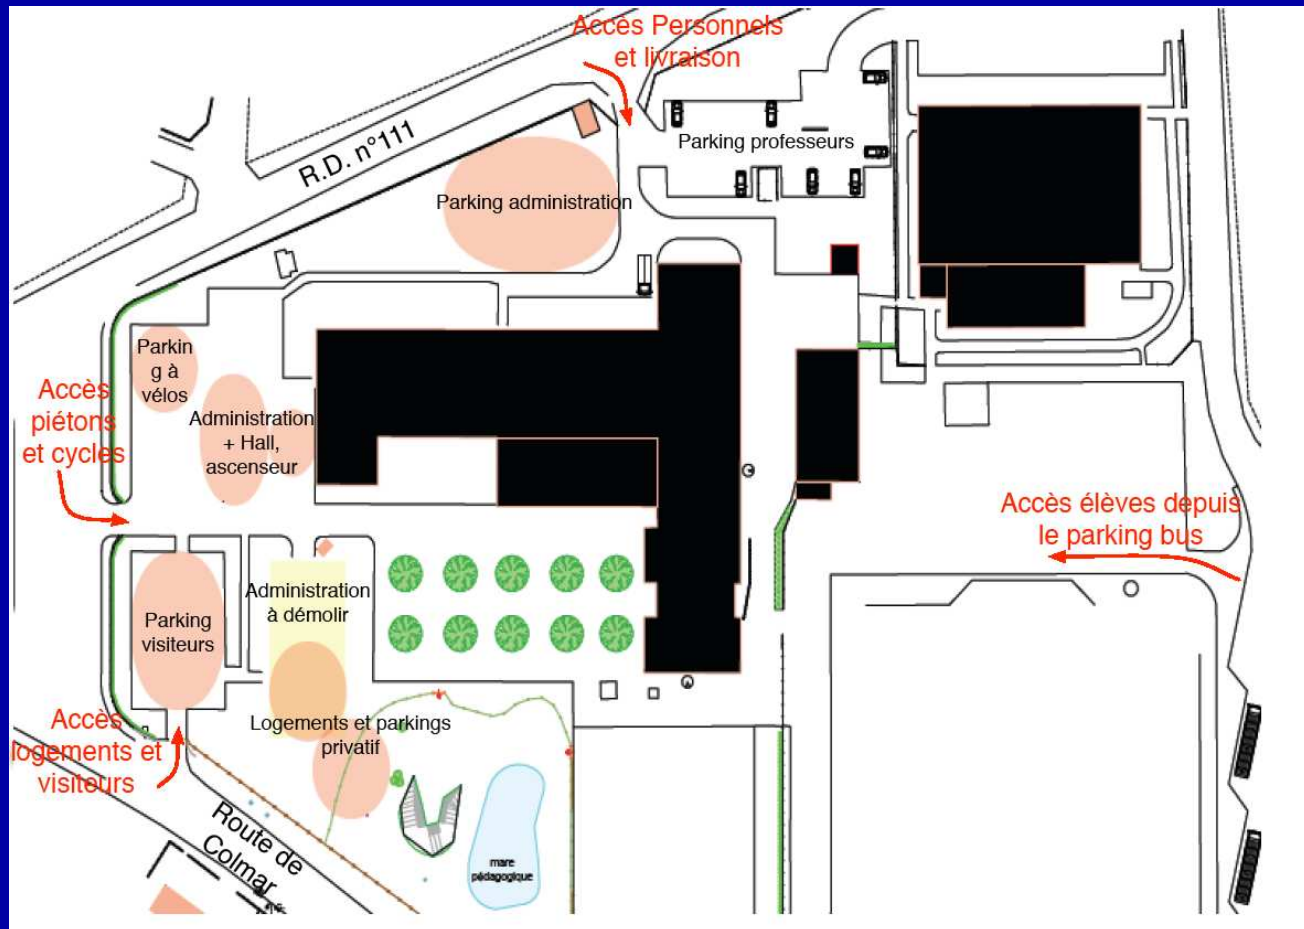 Accès Personnels
et livraison
R.D. n°111
Parking professeurs
Parking administration
Parkin
g à
vélos
Accès
piétons
et cycles
Administration
+ Hall,
ascenseur
Accès élèves depuis
le parking bus
Administration
à démolir
Parking
visiteurs
Accès
logements et
visiteurs
Logements et parkings
privatif
Route de
Colmar
mare
pédagogique